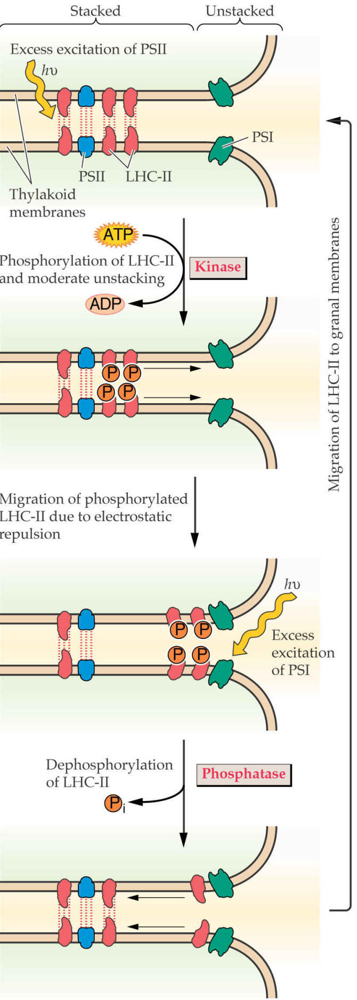 Stacked
Unstacked
Excess excitation of PSII
hυ
PSI
PSII
LHC-II
Thylakoid
membranes
ATP
Phosphorylation of LHC-II
and moderate unstacking
Kinase
ADP
Migration of LHC-II to granal membranes
P P
P P
Migration of phosphorylated
LHC-II due to electrostatic
repulsion
hυ
P P
P P
Excess
excitation
of PSI
Dephosphorylation
of LHC-II
Phosphatase
Pi